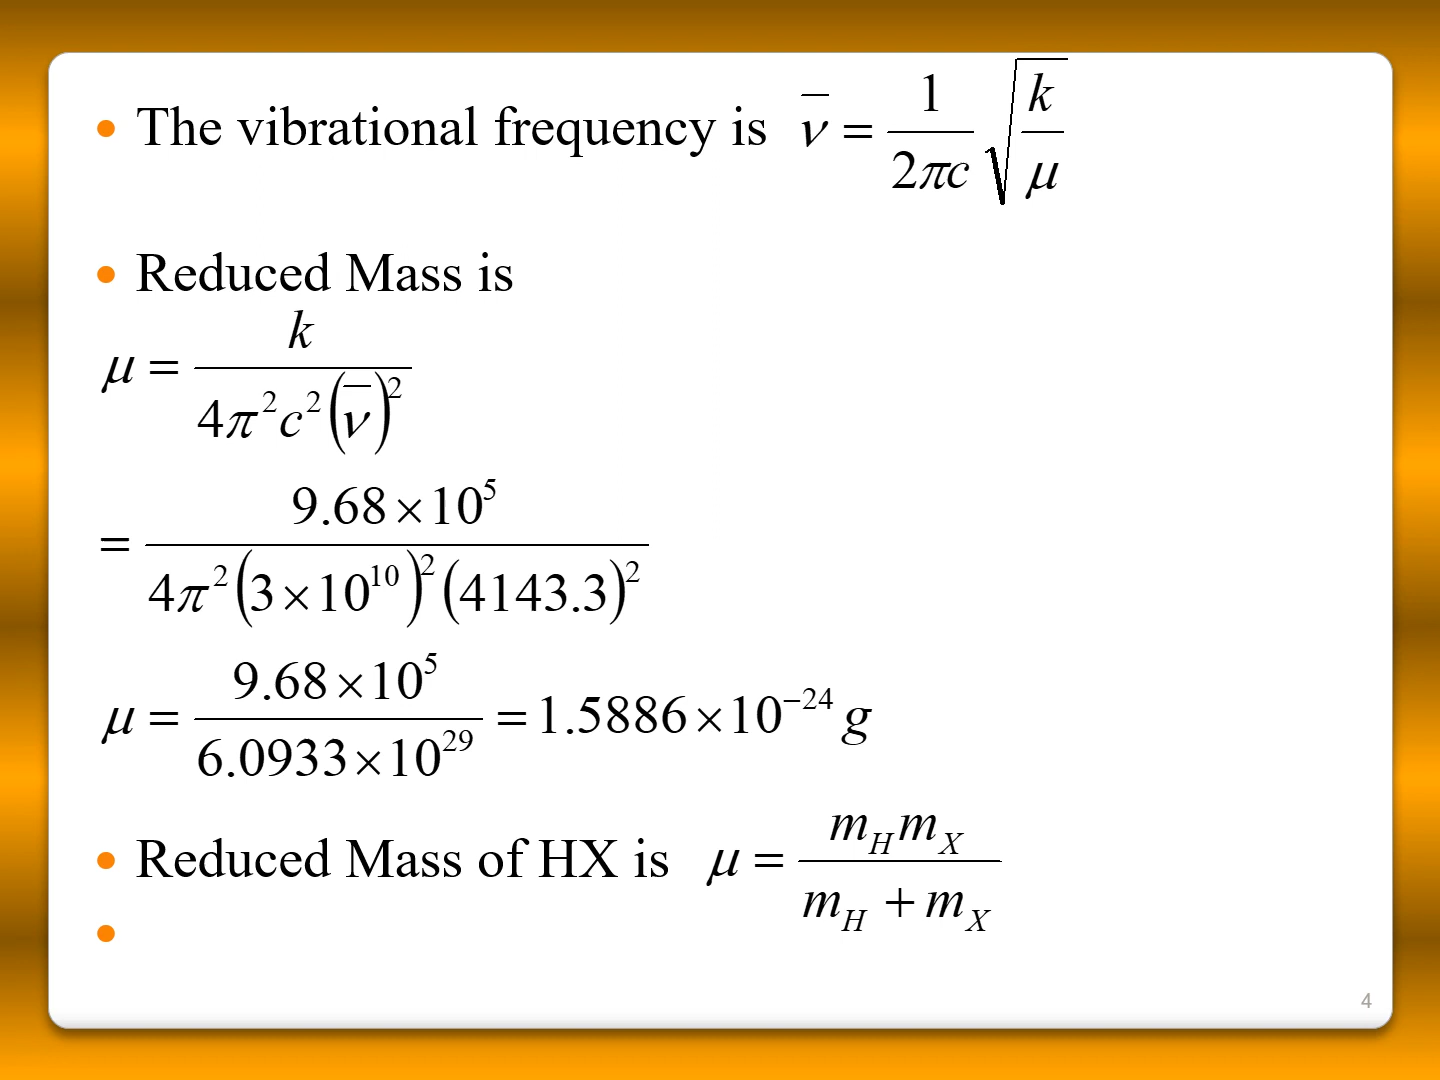 • The vibrational frequency is ν̅ = 1/(2πc) √(k/μ)
• Reduced Mass is
μ = k/(4π²c²(ν̅)²)
= 9.68×10⁵/(4π²(3×10¹⁰)²(4143.3)²)
μ = 9.68×10⁵/(6.0933×10²⁹) = 1.5886×10⁻²⁴ g
• Reduced Mass of HX is μ = m_H m_X/(m_H + m_X)
•
4